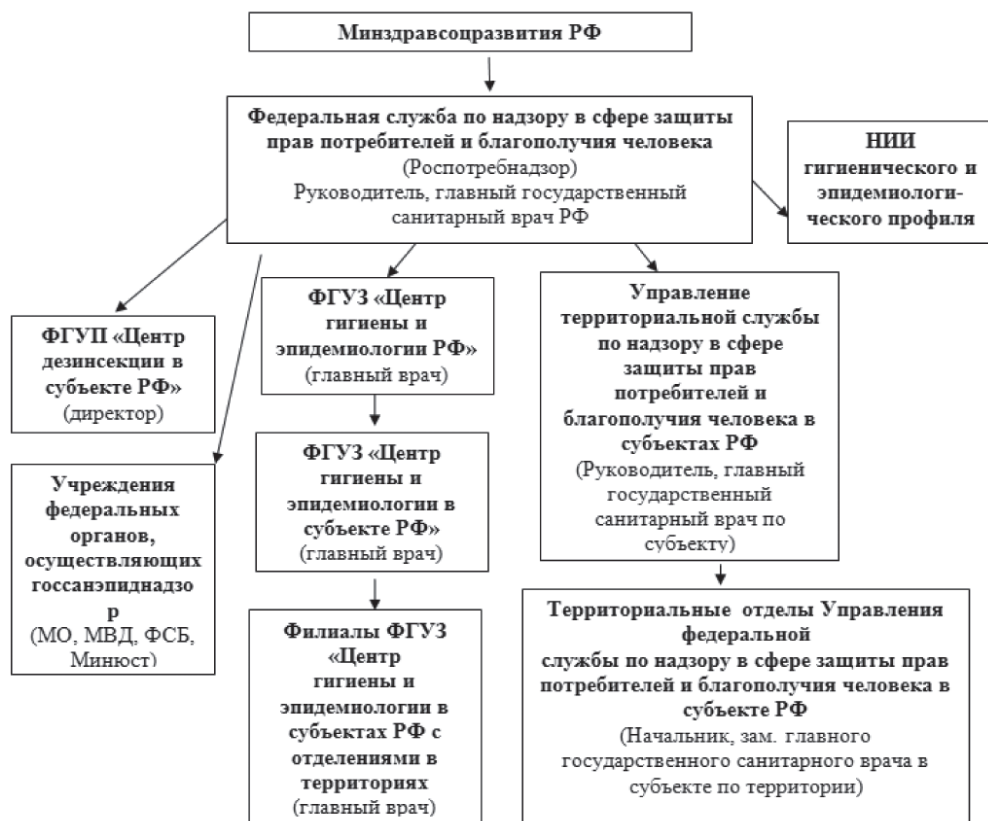 Минздравсоцразвития РФ
Федеральная служба по надзору в сфере защиты
прав потребителей и благополучия человека
(Роспотребнадзор)
Руководитель, главный государственный
санитарный врач РФ
НИИ
гигиенического и
эпидемиологи-
ческого профиля
ФГУП «Центр
дезинсекции в
субъекте РФ»
(директор)
ФГУЗ «Центр
гигиены и
эпидемиологии РФ»
(главный врач)
Управление
территориальной службы
по надзору в сфере
защиты прав
потребителей и
благополучия человека в
субъектах РФ
(Руководитель, главный
государственный
санитарный врач по
субъекту)
Учреждения
федеральных
органов,
осуществляющих
госсанэпиднадзо
р
(МО, МВД, ФСБ,
Минюст)
ФГУЗ «Центр
гигиены и
эпидемиологии в
субъекте РФ»
(главный врач)
Филиалы ФГУЗ
«Центр
гигиены и
эпидемиологии в
субъектах РФ с
отделениями в
территориях
(главный врач)
Территориальные отделы Управления
федеральной
службы по надзору в сфере защиты прав
потребителей и благополучия человека в
субъекте РФ
(Начальник, зам. главного
государственного санитарного врача в
субъекте по территории)